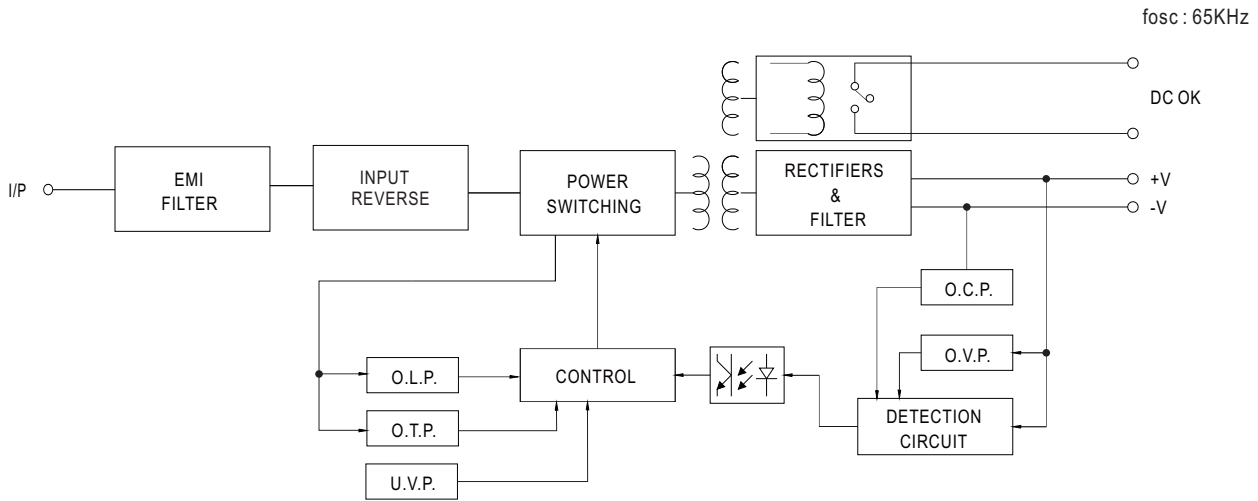 fosc : 65KHz
DC OK
I/P
EMI
FILTER
INPUT
REVERSE
POWER
SWITCHING
RECTIFIERS
&
FILTER
+V
-V
O.C.P.
O.V.P.
O.L.P.
CONTROL
O.T.P.
DETECTION
CIRCUIT
U.V.P.